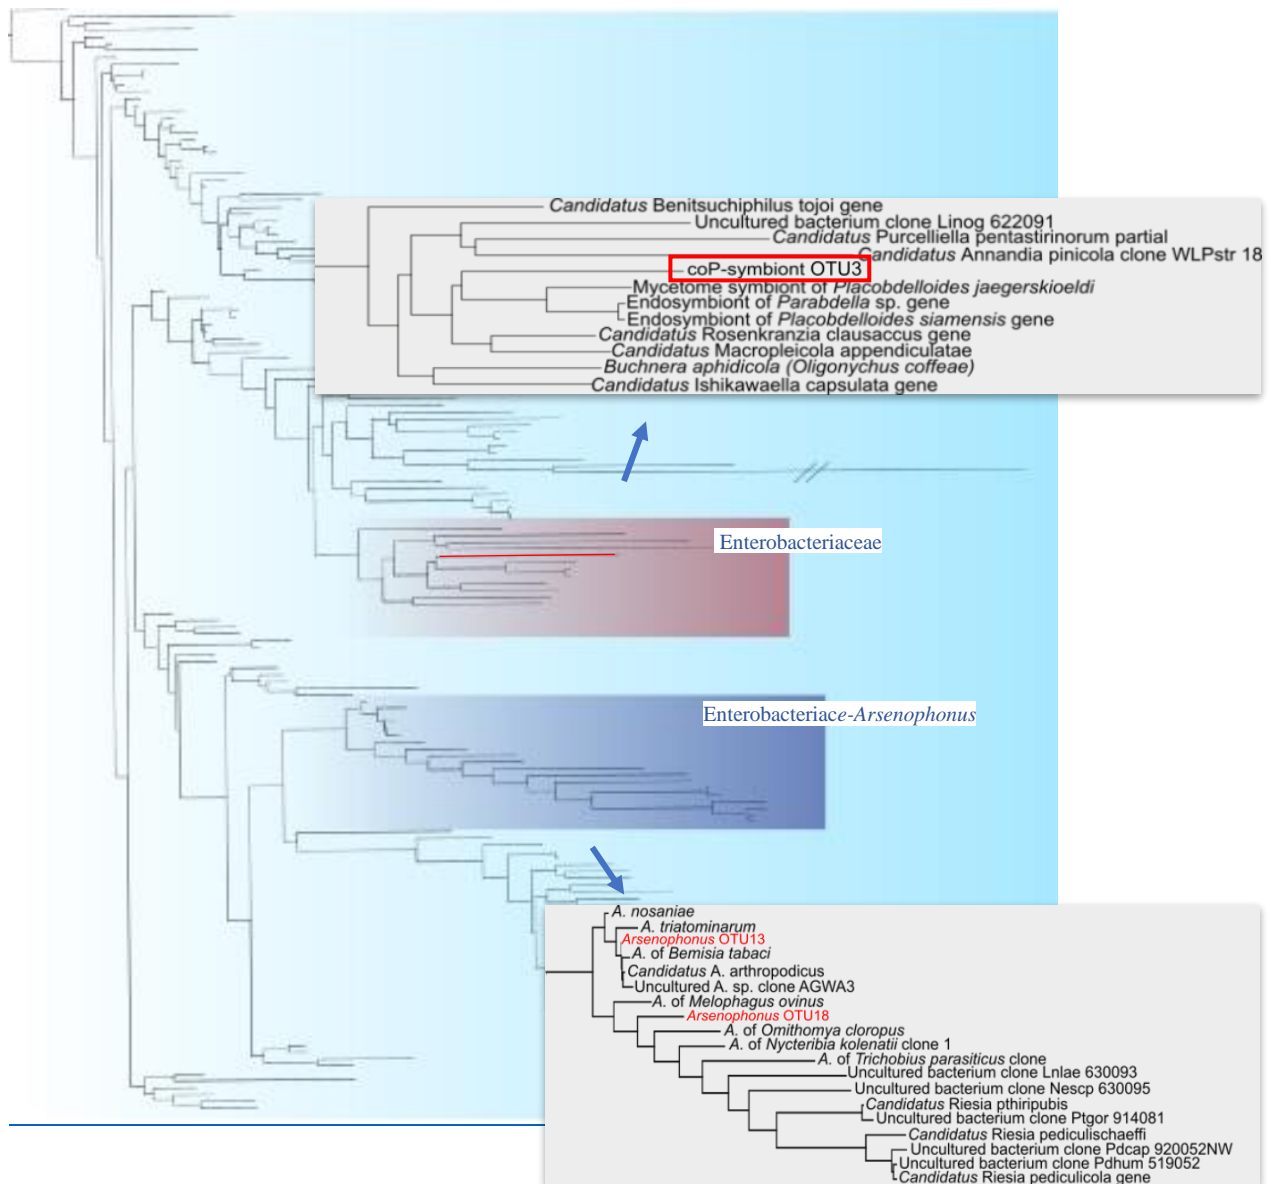 Candidatus Benitsuchiphilus tojoi gene
Uncultured bacterium clone Linog 622091
Candidatus Purcelliella pentastirinorum partial
Candidatus Annandia pinicola clone WLPstr 18
coP-symbiont OTU3
Mycetome symbiont of Placobdelloides jaegerskioeldi
Endosymbiont of Parabdella sp. gene
Endosymbiont of Placobdelloides siamensis gene
Candidatus Rosenkranzia clausaccus gene
Candidatus Macropleicola appendiculatae
Buchnera aphidicola (Oligonychus coffeae)
Candidatus Ishikawaella capsulata gene
Enterobacteriaceae
Enterobacteriace-Arsenophonus
A. nosaniae
A. triatominarum
Arsenophonus OTU13
A. of Bemisia tabaci
Candidatus A. arthropodicus
Uncultured A. sp. clone AGWA3
A. of Melophagus ovinus
Arsenophonus OTU18
A. of Omithomya cloropus
A. of Nycteribia kolenatii clone 1
A. of Trichobius parasiticus clone
Uncultured bacterium clone Lnlae 630093
Uncultured bacterium clone Nescp 630095
Candidatus Riesia pthiripubis
Uncultured bacterium clone Ptgor 914081
Candidatus Riesia pediculischaeffi
Uncultured bacterium clone Pdcap 920052NW
Uncultured bacterium clone Pdhum 519052
Candidatus Riesia pediculicola gene